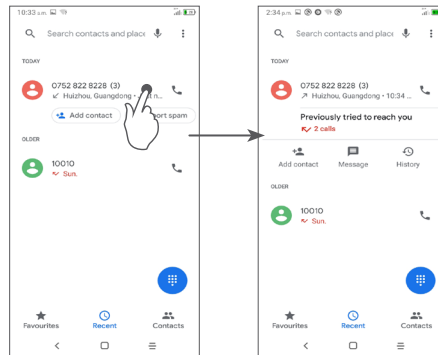 10:33 s.m.
Search contacts and place
TODAY
0752 822 8228 (3)
Huizhou, Guangdong •
Add contact
ort spam
OLDER
10010
Sun.
Favourites
Recent
Contacts
2:34 p.m.
Search contacts and place
TODAY
0752 822 8228 (3)
Huizhou, Guangdong • 10:34 ...
Previously tried to reach you
2 calls
Add contact
Message
History
OLDER
10010
Sun.
Favourites
Recent
Contacts